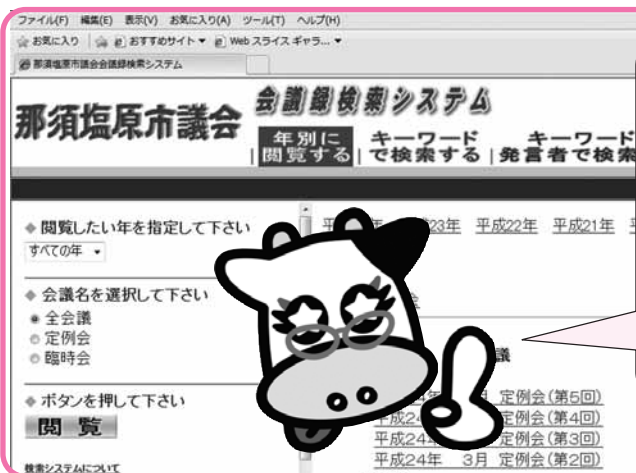 ファイル(F) 編集(E) 表示(V) お気に入り(A) ツール(T) ヘルプ(H)
お気に入り おすすめサイト▼ Web スライス ギャラ...▼
那須塩原市議会会議録検索システム
那須塩原市議会 会議録検索システム
年別に閲覧する | キーワードで検索する | 発言者で検索
◆閲覧したい年を指定して下さい
すべての年
23年 平成22年 平成21年
◆会議名を選択して下さい
全会議
定例会
臨時会
◆ボタンを押して下さい
閲 覧
定例会(第5回)
定例会(第4回)
定例会(第3回)
平成24年 3月 定例会(第2回)
検索システムについて